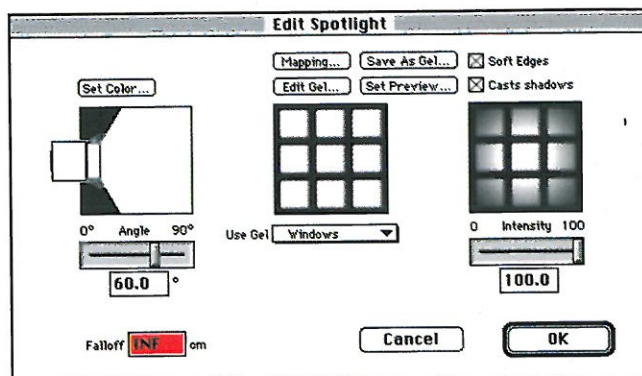 Edit Spotlight
Mapping... Save As Gel... Soft Edges
Set Color... Edit Gel... Set Preview... Casts shadows
0° Angle 90° 0 Intensity 100
Use Gel Windows
60.0 ° 100.0
Falloff INF cm
Cancel OK